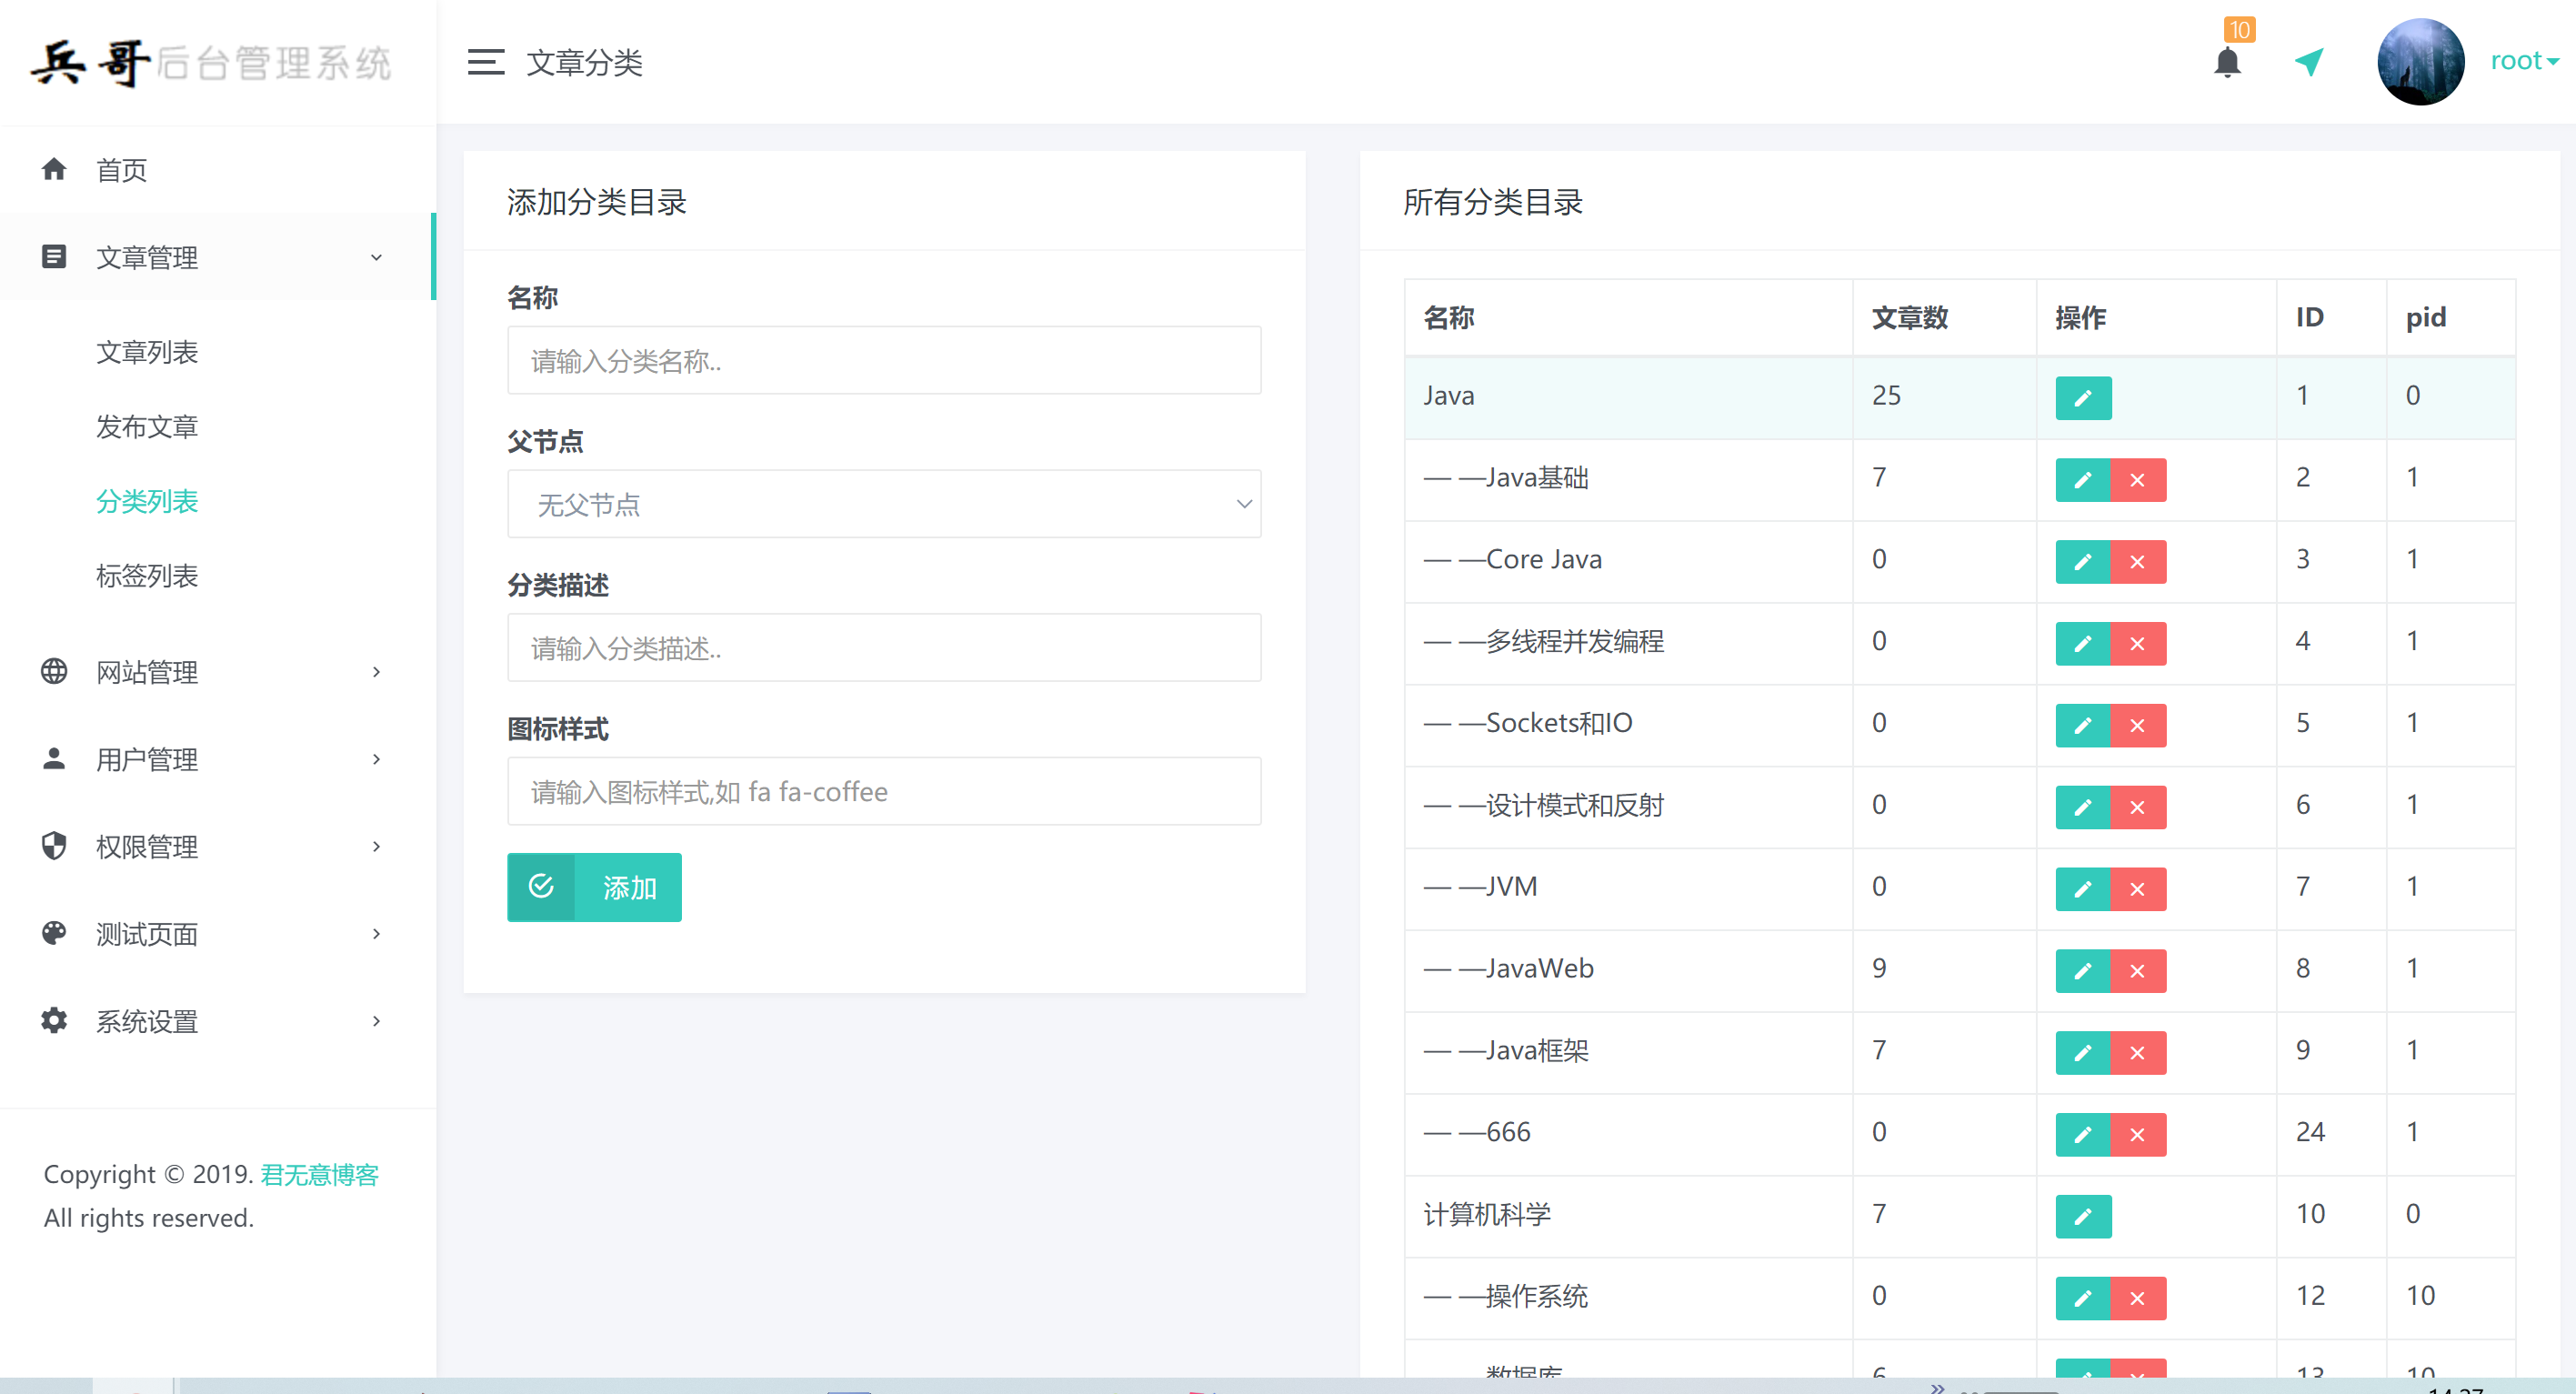 兵哥后台管理系统
文章分类
10
root
首页
文章管理
文章列表
发布文章
分类列表
标签列表
网站管理
用户管理
权限管理
测试页面
系统设置
Copyright © 2019. 君无意博客
All rights reserved.
添加分类目录
名称
请输入分类名称..
父节点
无父节点
分类描述
请输入分类描述..
图标样式
请输入图标样式,如 fa fa-coffee
添加
所有分类目录
名称 文章数 操作 ID pid
Java 25 1 0
— —Java基础 7 2 1
— —Core Java 0 3 1
— —多线程并发编程 0 4 1
— —Sockets和IO 0 5 1
— —设计模式和反射 0 6 1
— —JVM 0 7 1
— —JavaWeb 9 8 1
— —Java框架 7 9 1
— —666 0 24 1
计算机科学 7 10 0
— —操作系统 0 12 10
数据库 6 13 10
14:27